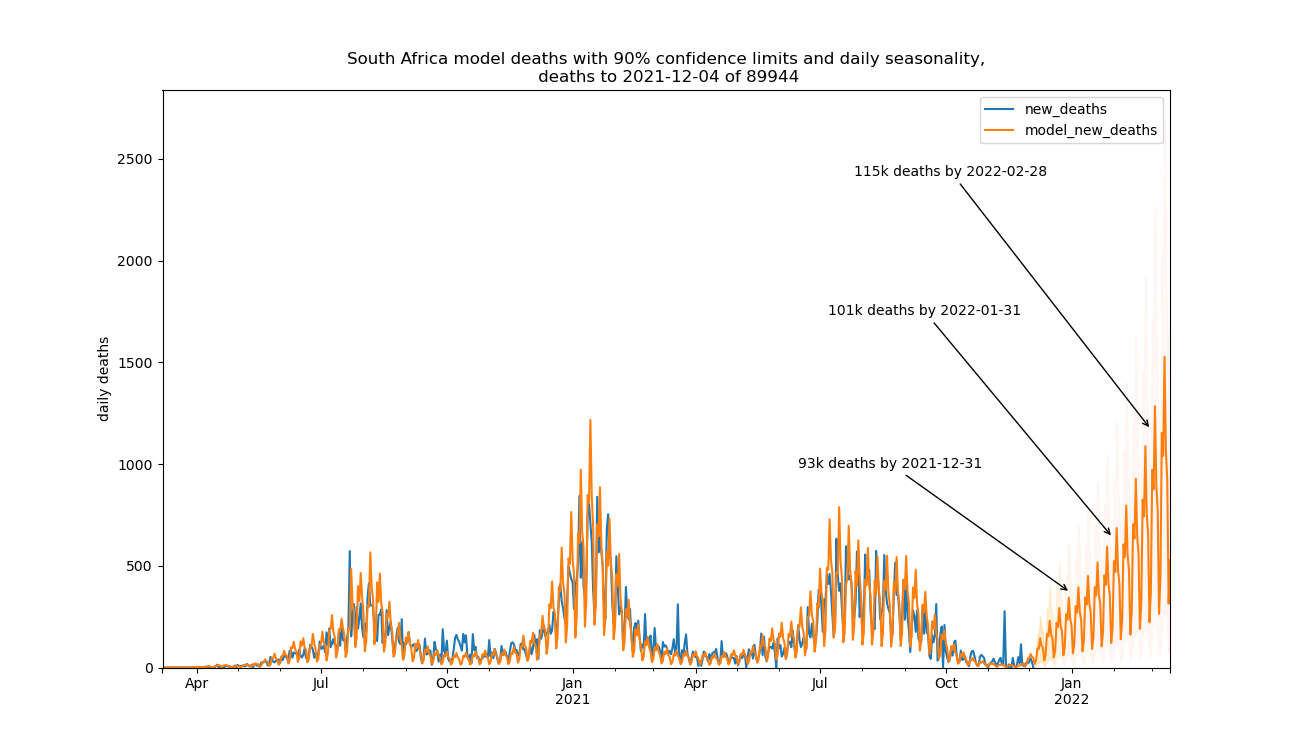 South Africa model deaths with 90% confidence limits and daily seasonality,
deaths to 2021-12-04 of 89944
new_deaths
model_new_deaths
2500
2000
1500
1000
500
0
daily deaths
115k deaths by 2022-02-28
101k deaths by 2022-01-31
93k deaths by 2021-12-31
Apr
Jul
Oct
Jan
2021
Apr
Jul
Oct
Jan
2022